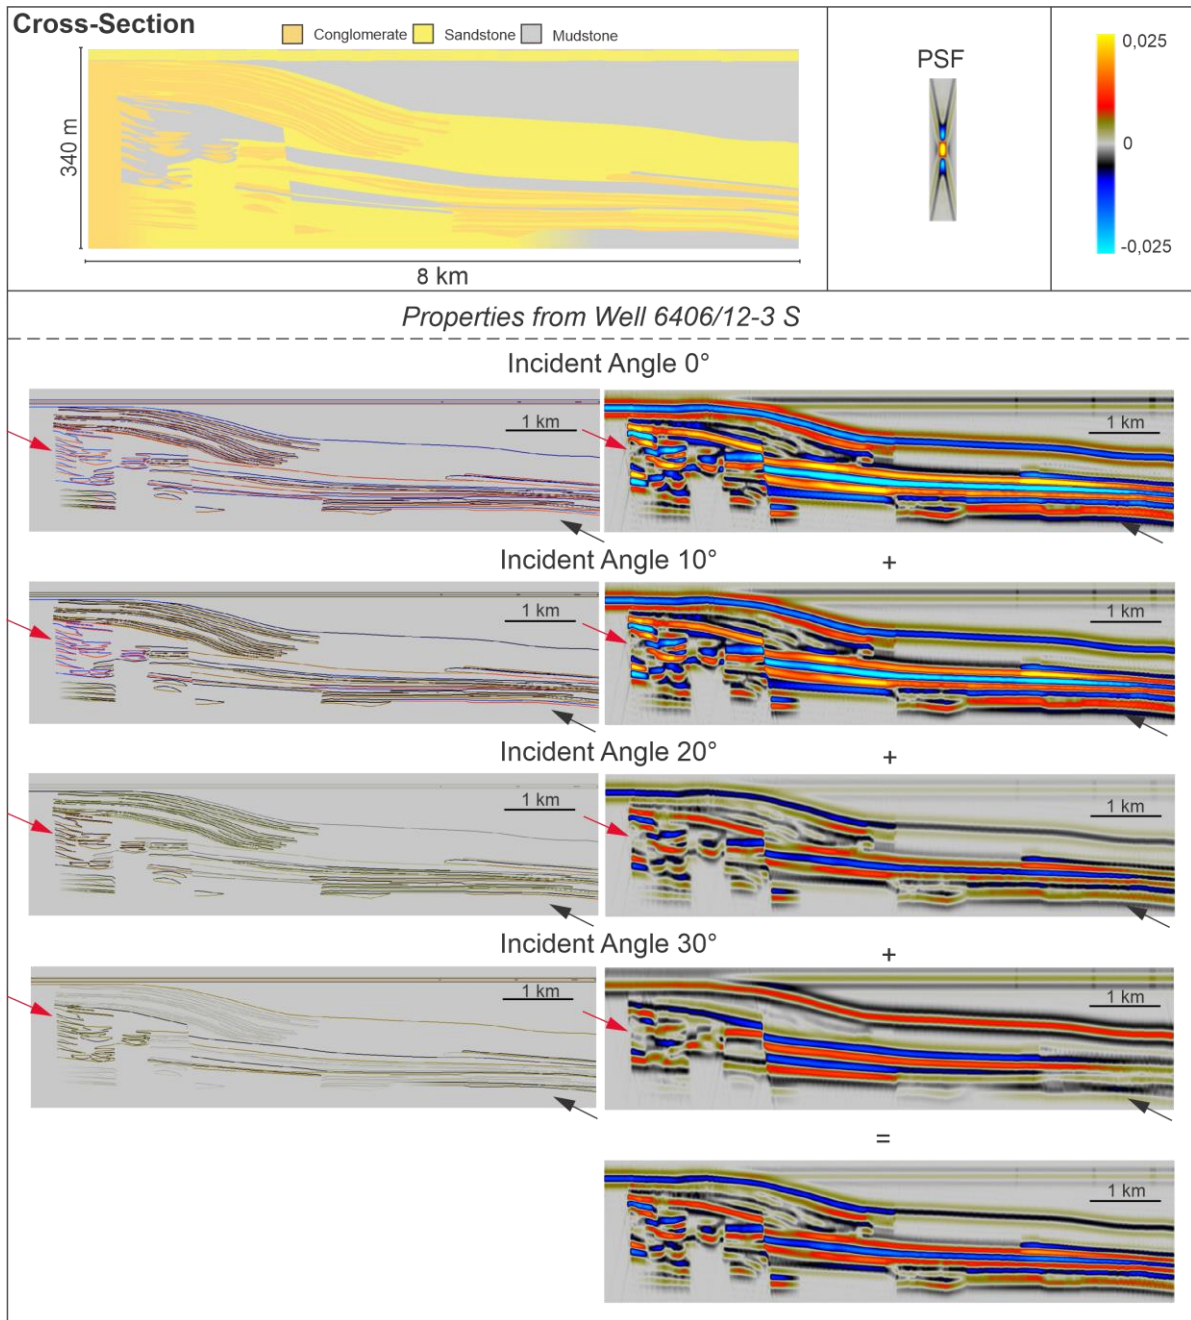 Cross-Section
Conglomerate Sandstone Mudstone
340 m
8 km
PSF
0,025
0
-0,025
Properties from Well 6406/12-3 S
Incident Angle 0°
1 km 1 km
Incident Angle 10° +
1 km 1 km
Incident Angle 20° +
1 km 1 km
Incident Angle 30° +
1 km 1 km
=
1 km